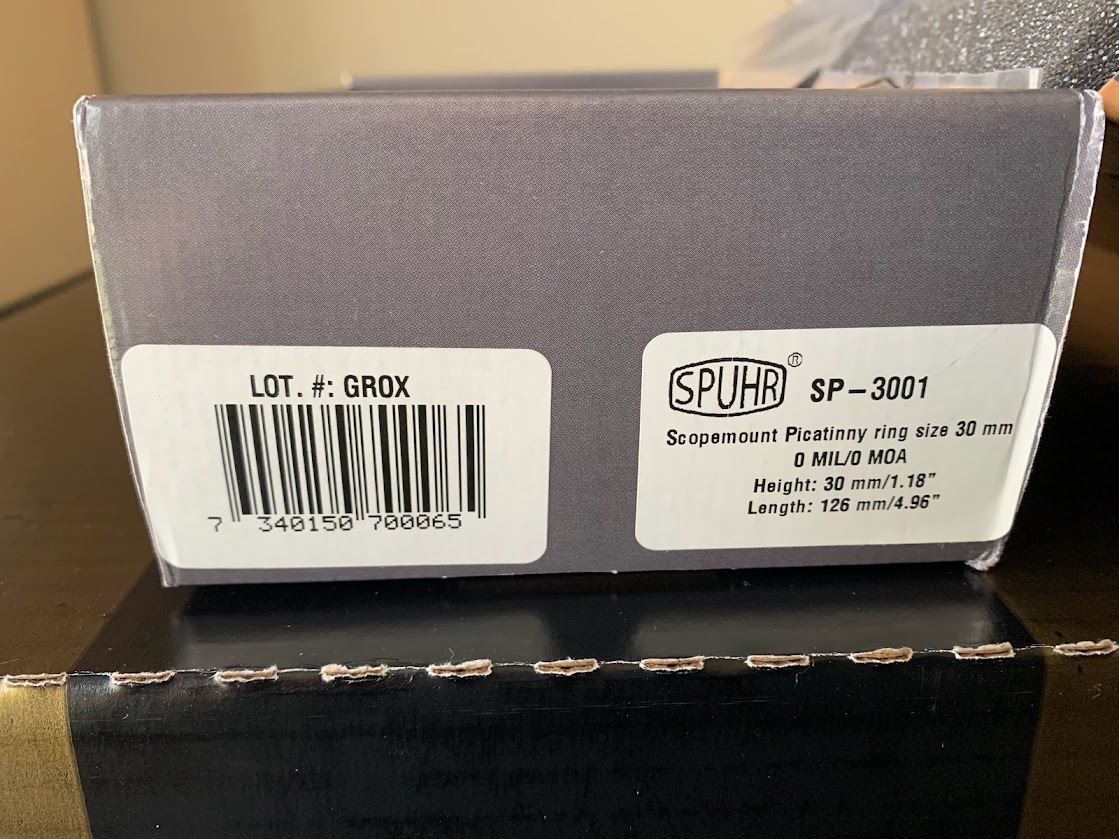 LOT. #: GROX
7 340150 700065
SPUHR® SP-3001
Scopemount Picatinny ring size 30 mm
0 MIL/0 MOA
Height: 30 mm/1.18"
Length: 126 mm/4.96"